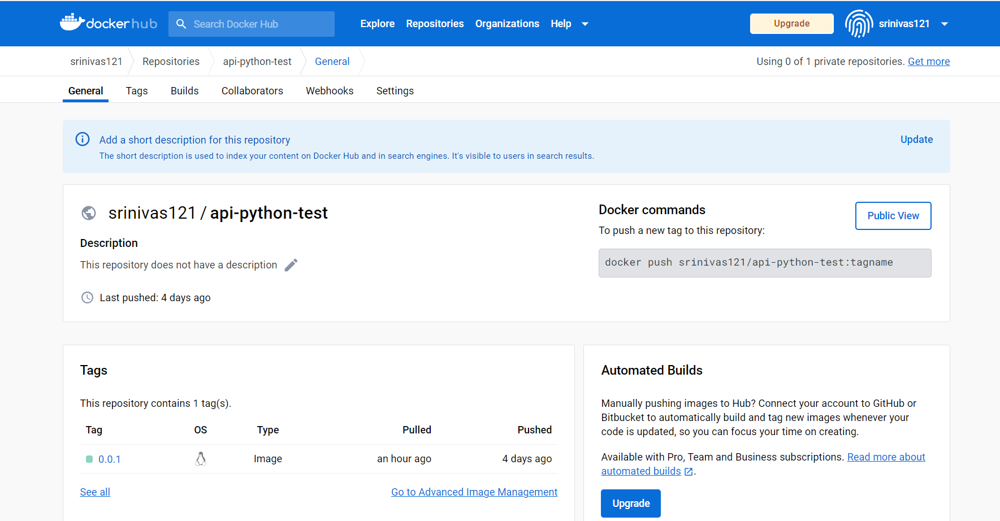 docker hub
Search Docker Hub
Explore Repositories Organizations Help
Upgrade
srinivas121
srinivas121 Repositories api-python-test General
Using 0 of 1 private repositories. Get more
General Tags Builds Collaborators Webhooks Settings
Add a short description for this repository
Update
The short description is used to index your content on Docker Hub and in search engines. It's visible to users in search results.
srinivas121 / api-python-test
Description
This repository does not have a description
Last pushed: 4 days ago
Docker commands
Public View
To push a new tag to this repository:
docker push srinivas121/api-python-test:tagname
Tags
This repository contains 1 tag(s).
Tag OS Type Pulled Pushed
0.0.1 Image an hour ago 4 days ago
See all
Go to Advanced Image Management
Automated Builds
Manually pushing images to Hub? Connect your account to GitHub or
Bitbucket to automatically build and tag new images whenever your
code is updated, so you can focus your time on creating.
Available with Pro, Team and Business subscriptions. Read more about
automated builds.
Upgrade